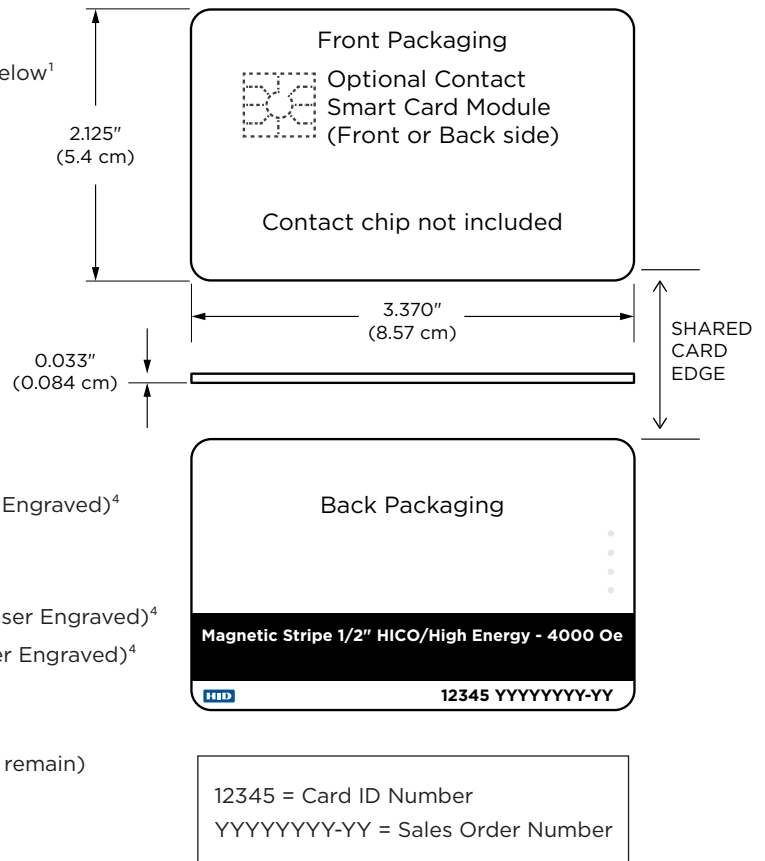 elow¹
Front Packaging
Optional Contact
Smart Card Module
(Front or Back side)
2.125"
(5.4 cm)
Contact chip not included
3.370"
(8.57 cm)
SHARED
CARD
EDGE
0.033"
(0.084 cm)
Engraved)⁴
Back Packaging
ser Engraved)⁴
Magnetic Stripe 1/2" HICO/High Energy - 4000 Oe
er Engraved)⁴
HID
12345 YYYYYYYY-YY
remain)
12345 = Card ID Number
YYYYYYYY-YY = Sales Order Number